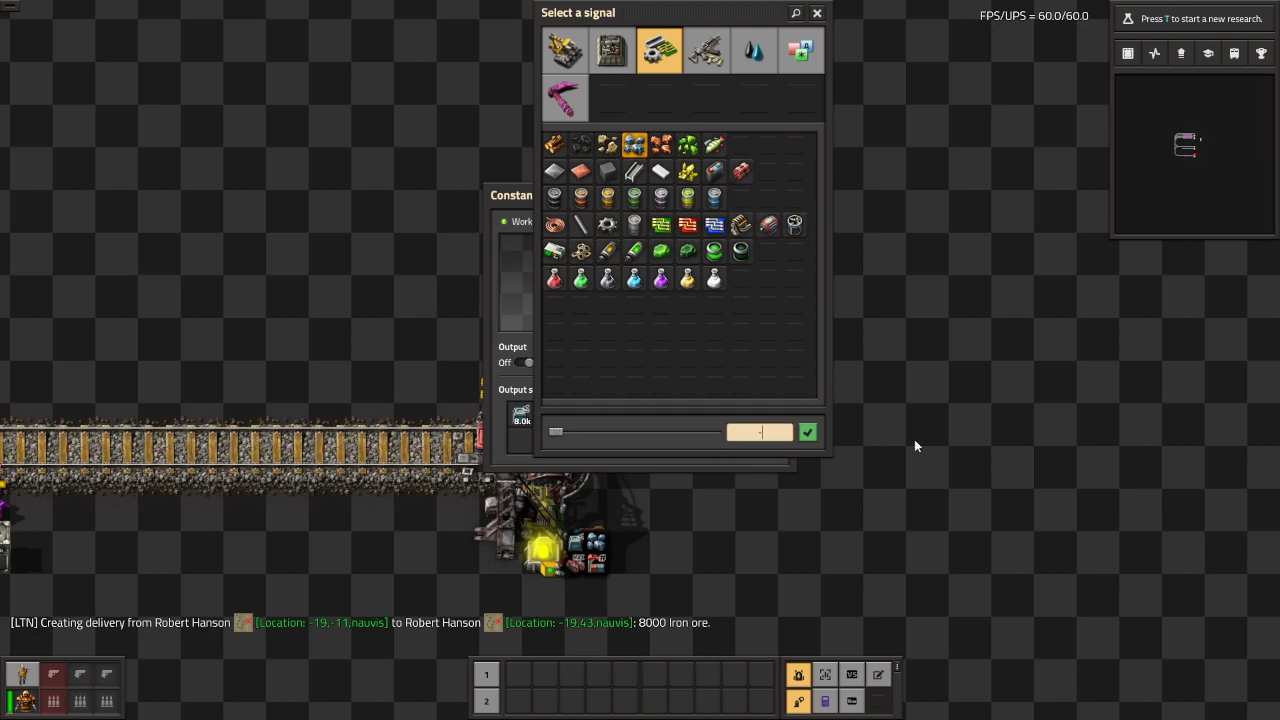 Select a signal
FPS/UPS = 60.0/60.0
Press T to start a new research.
Constan
Work
Output
Off
Output s
8.0k
-
[LTN] Creating delivery from Robert Hanson [Location: -19,-11,nauvis] to Robert Hanson [Location: -19,43,nauvis]: 8000 Iron ore.
1
2